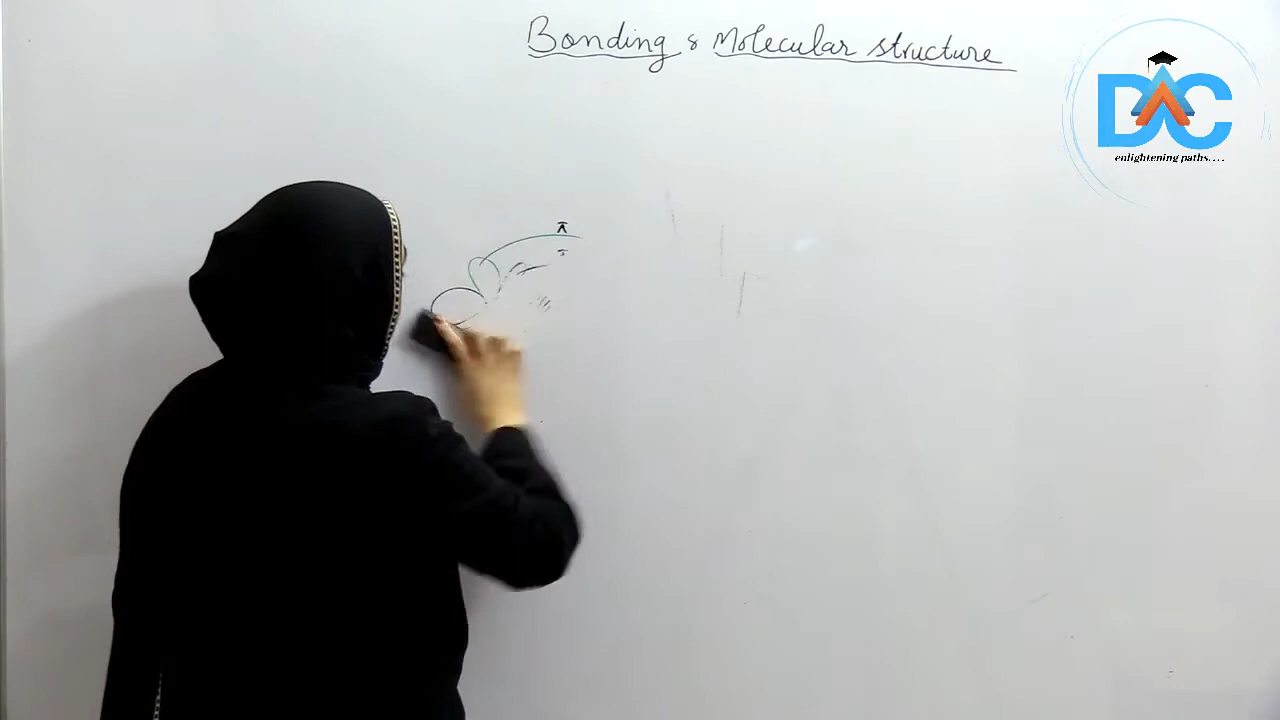 Bonding & Molecular structure
DAC
enlightening paths....